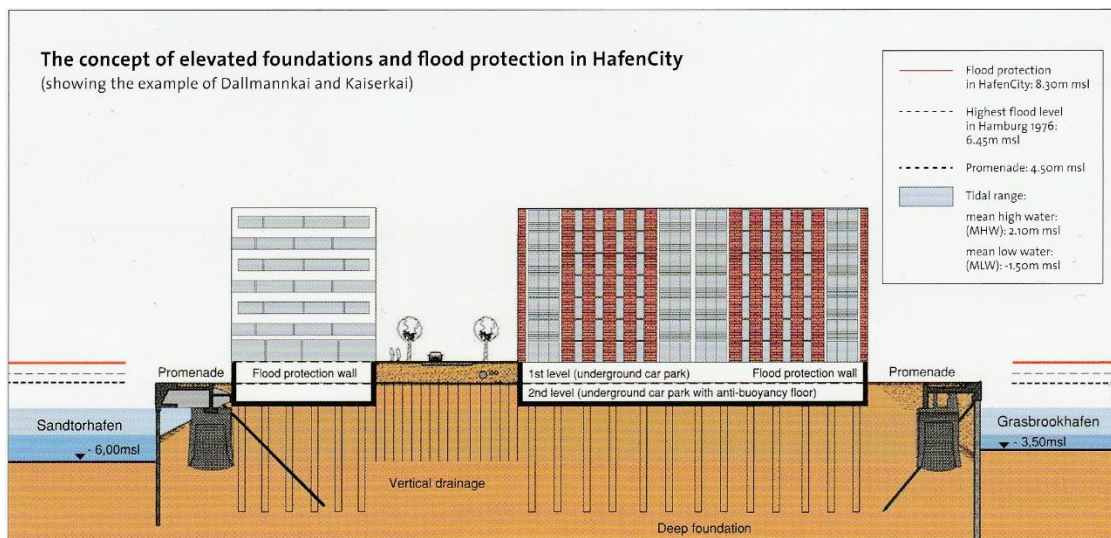 The concept of elevated foundations and flood protection in HafenCity
(showing the example of Dallmannkai and Kaiserkai)
Flood protection
in HafenCity: 8.30m msl
Highest flood level
in Hamburg 1976:
6.45m msl
Promenade: 4.50m msl
Tidal range:
mean high water:
(MHW): 2.10m msl
mean low water:
(MLW): -1.50m msl
Promenade
Flood protection wall
1st level (underground car park)
Flood protection wall
Promenade
2nd level (underground car park with anti-buoyancy floor)
Sandtorhafen
Grasbrookhafen
- 6,00msl
- 3,50msl
Vertical drainage
Deep foundation